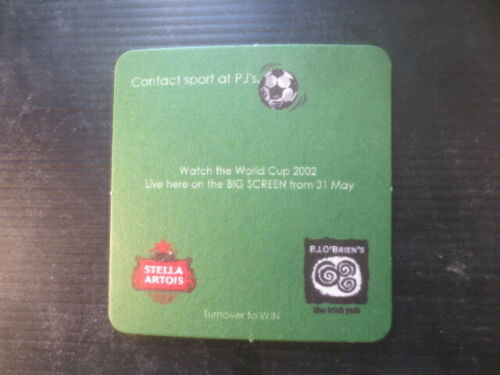 Contact sport at PJ's.
Watch the World Cup 2002
Live here on the BIG SCREEN from 31 May
STELLA
ARTOIS
P.J.O'BRIEN'S
the irish pub
Turnover to WIN